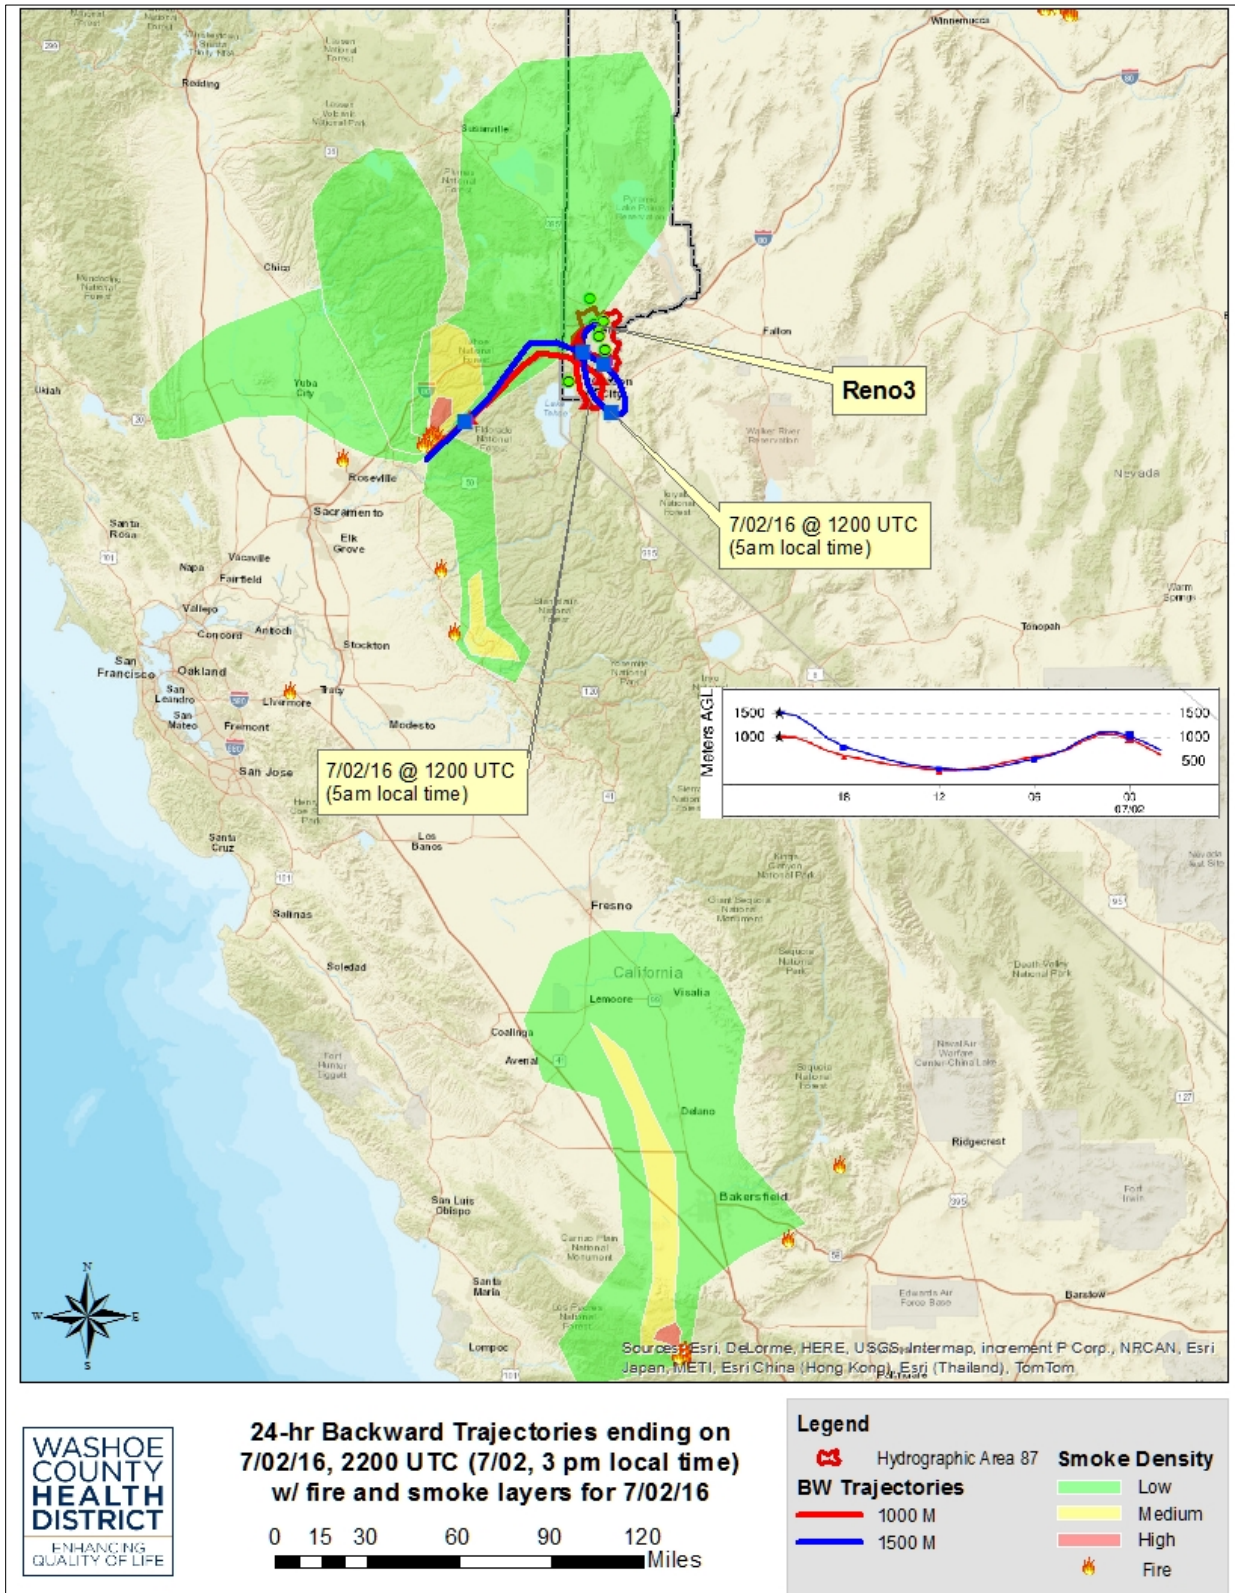 Winnemucca
Redding
Susanville
Chico
Fallon
Ukiah
Yuba
City
Reno3
Roseville
Sacramento
Nevada
Santa
Rosa
Elk
Grove
7/02/16 @ 1200 UTC
(5am local time)
Vacaville
Napa
Fairfield
Warm
Springs
Vallejo
Concord
Antioch
Stockton
Tonopah
San
Francisco
Oakland
San
Leandro
Livermore
Tracy
San
Mateo
Fremont
Modesto
San Jose
7/02/16 @ 1200 UTC
(5am local time)
Meters AGL
1500
1500
1000
1000
500
18
12
06
00
07/02
Santa
Cruz
Los
Banos
Salinas
Fresno
Soledad
California
Lemoore
Visalia
Coalinga
Avenal
Delano
Ridgecrest
Bakersfield
San Luis
Obispo
Santa
Maria
Barstow
Lompoc
N
W
E
S
Sources: Esri, DeLorme, HERE, USGS, Intermap, increment P Corp., NRCAN, Esri
Japan, METI, Esri China (Hong Kong), Esri (Thailand), TomTom
WASHOE
COUNTY
HEALTH
DISTRICT
ENHANCING
QUALITY OF LIFE
24-hr Backward Trajectories ending on
7/02/16, 2200 UTC (7/02, 3 pm local time)
w/ fire and smoke layers for 7/02/16
0 15 30 60 90 120
Miles
Legend
Hydrographic Area 87
BW Trajectories
1000 M
1500 M
Smoke Density
Low
Medium
High
Fire